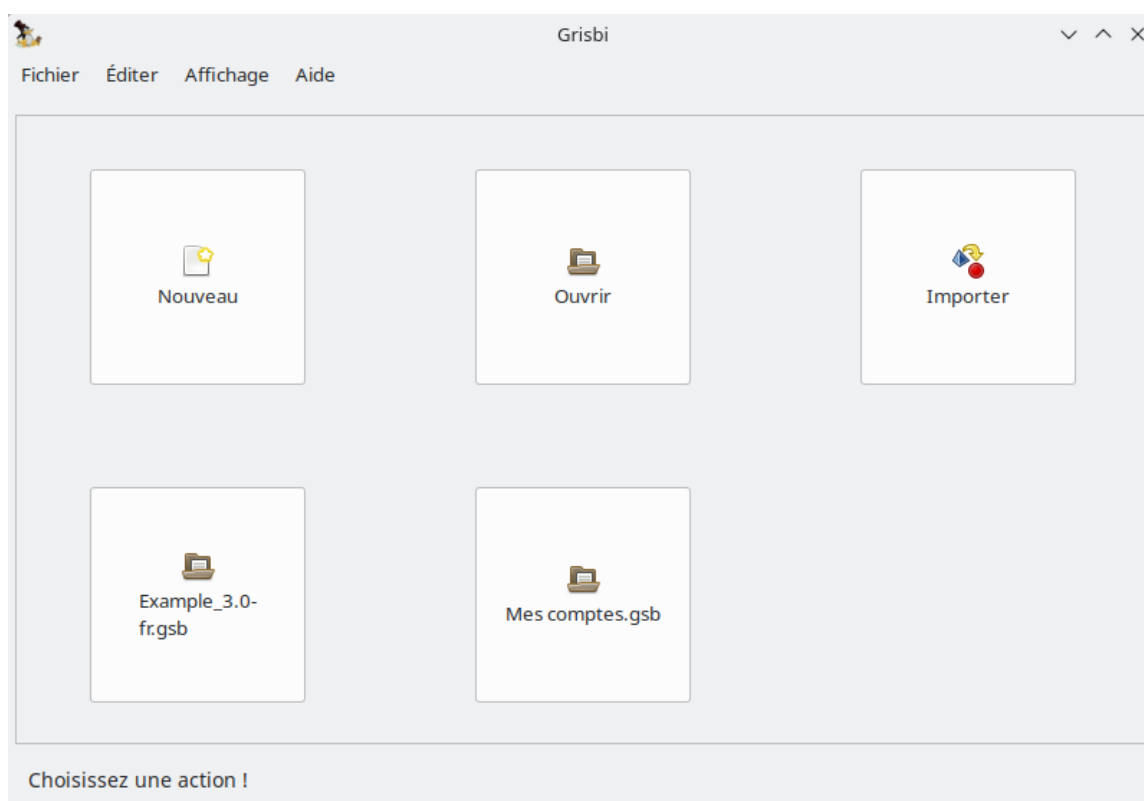 Grisbi
Fichier Éditer Affichage Aide
Nouveau
Ouvrir
Importer
Example_3.0-
fr.gsb
Mes comptes.gsb
Choisissez une action !